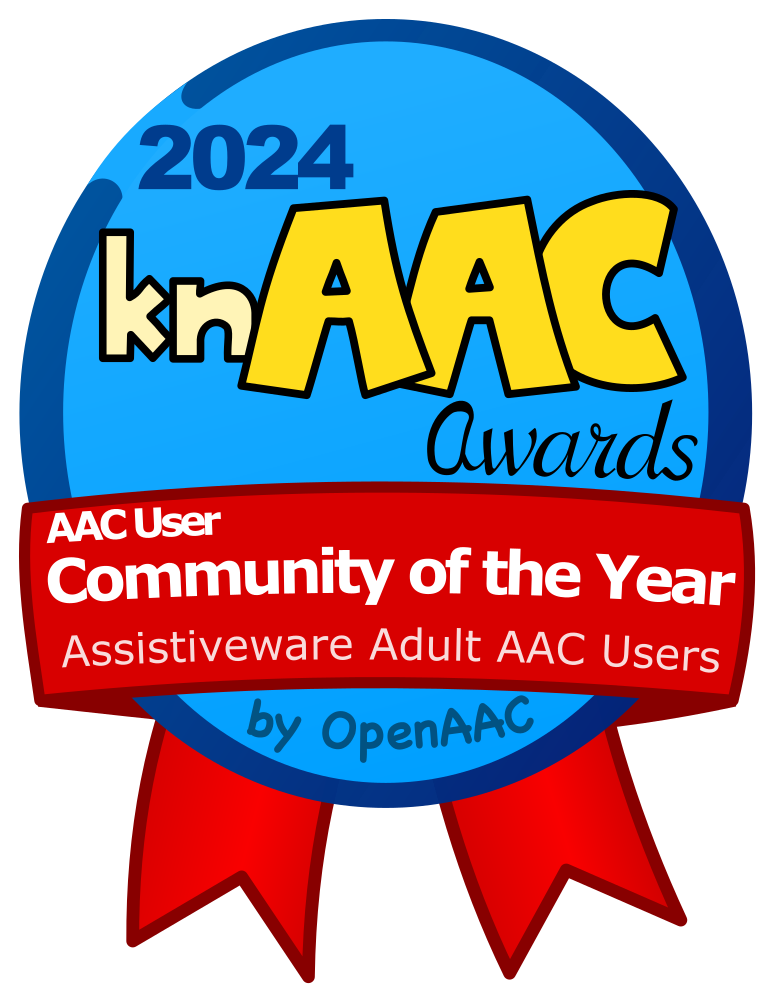 2024
knAAC
Awards
AAC User
Community of the Year
Assistiveware Adult AAC Users
by OpenAAC